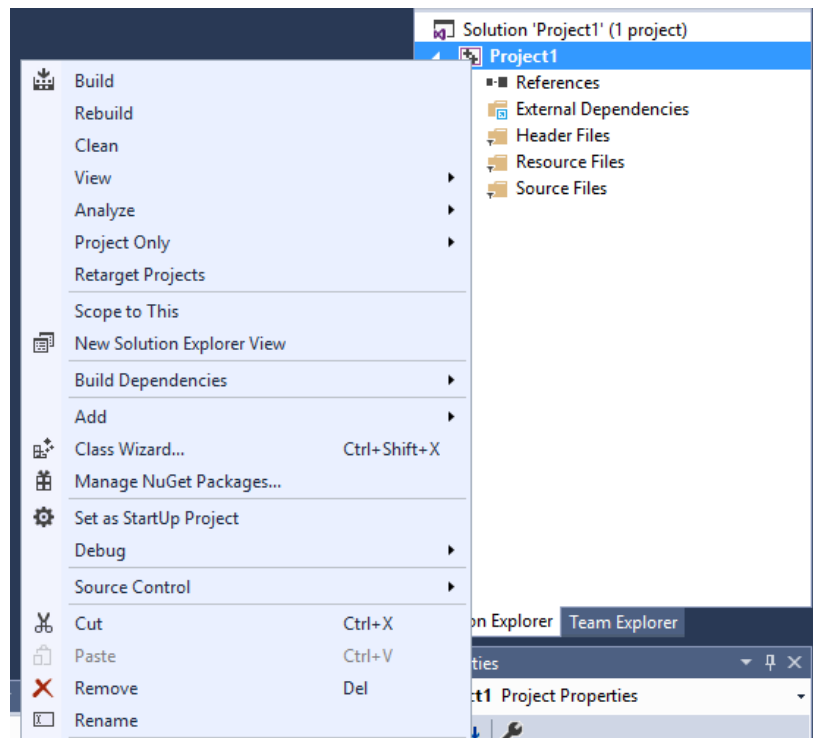 Solution 'Project1' (1 project)
Project1
References
External Dependencies
Header Files
Resource Files
Source Files
Build
Rebuild
Clean
View
Analyze
Project Only
Retarget Projects
Scope to This
New Solution Explorer View
Build Dependencies
Add
Class Wizard... Ctrl+Shift+X
Manage NuGet Packages...
Set as StartUp Project
Debug
Source Control
Cut Ctrl+X
Paste Ctrl+V
Remove Del
Rename
on Explorer Team Explorer
ties
ct1 Project Properties